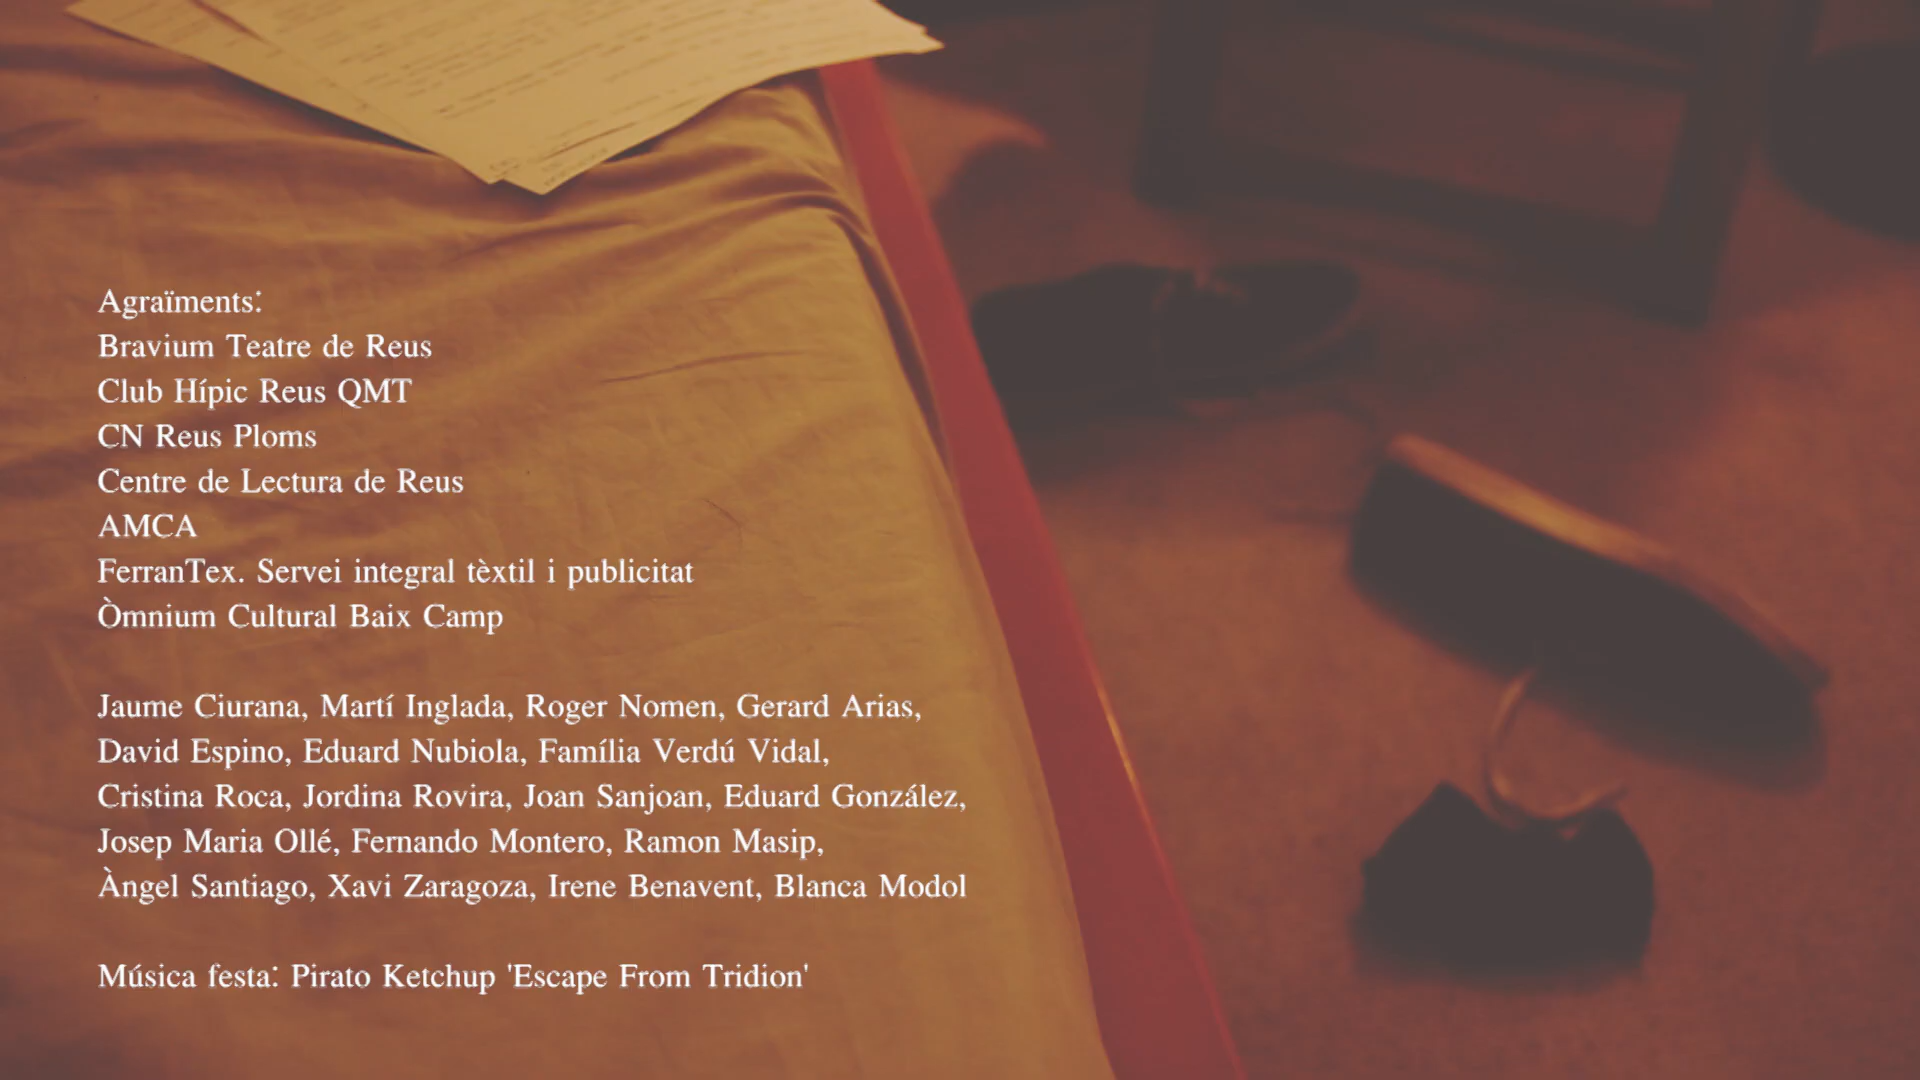 Agraïments:
Bravium Teatre de Reus
Club Hípic Reus QMT
CN Reus Ploms
Centre de Lectura de Reus
AMCA
FerranTex. Servei integral tèxtil i publicitat
Òmnium Cultural Baix Camp
Jaume Ciurana, Martí Inglada, Roger Nomen, Gerard Arias,
David Espino, Eduard Nubiola, Família Verdú Vidal,
Cristina Roca, Jordina Rovira, Joan Sanjoan, Eduard González,
Josep Maria Ollé, Fernando Montero, Ramon Masip,
Àngel Santiago, Xavi Zaragoza, Irene Benavent, Blanca Modol
Música festa: Pirato Ketchup 'Escape From Tridion'